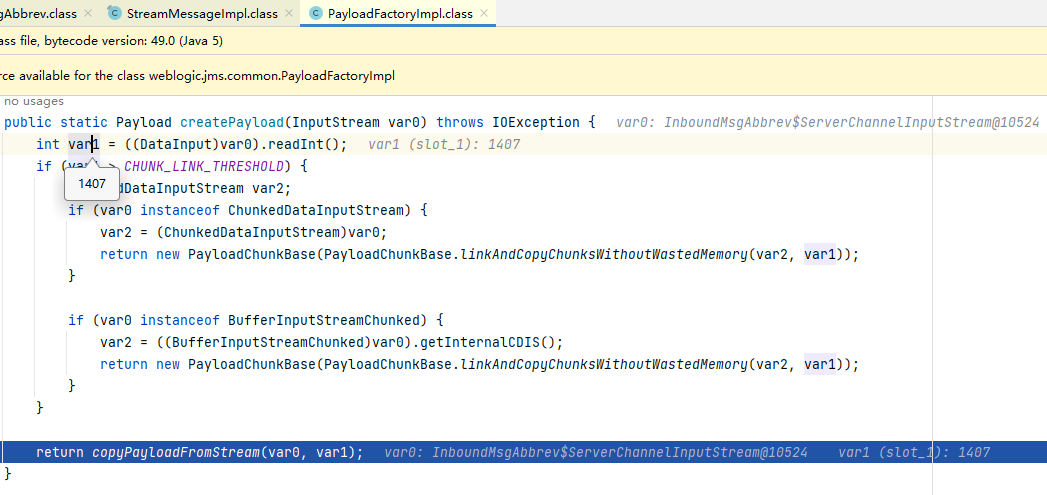 gAbbrev.class × StreamMessageImpl.class × PayloadFactoryImpl.class ×
ass file, bytecode version: 49.0 (Java 5)
rce available for the class weblogic.jms.common.PayloadFactoryImpl
no usages
public static Payload createPayload(InputStream var0) throws IOException { var0: InboundMsgAbbrev$ServerChannelInputStream@10524
int var1 = ((DataInput)var0).readInt(); var1 (slot_1): 1407
if ( > CHUNK_LINK_THRESHOLD) {
1407
dDataInputStream var2;
if (var0 instanceof ChunkedDataInputStream) {
var2 = (ChunkedDataInputStream)var0;
return new PayloadChunkBase(PayloadChunkBase.linkAndCopyChunksWithoutWastedMemory(var2, var1));
}
if (var0 instanceof BufferInputStreamChunked) {
var2 = ((BufferInputStreamChunked)var0).getInternalCDIS();
return new PayloadChunkBase(PayloadChunkBase.linkAndCopyChunksWithoutWastedMemory(var2, var1));
}
}
return copyPayloadFromStream(var0, var1); var0: InboundMsgAbbrev$ServerChannelInputStream@10524 var1 (slot_1): 1407
}